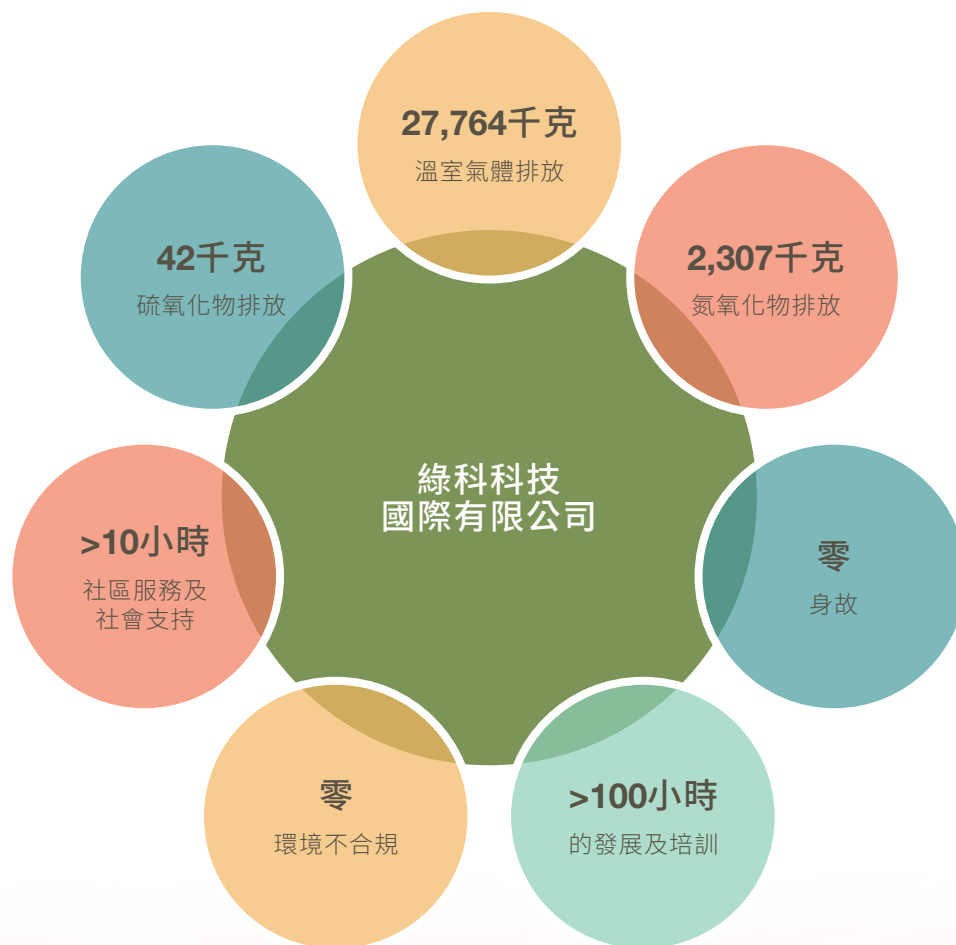 27,764千克
溫室氣體排放
42千克
硫氧化物排放
2,307千克
氮氧化物排放
綠科科技
國際有限公司
>10小時
社區服務及
社會支持
零
身故
零
環境不合規
>100小時
的發展及培訓